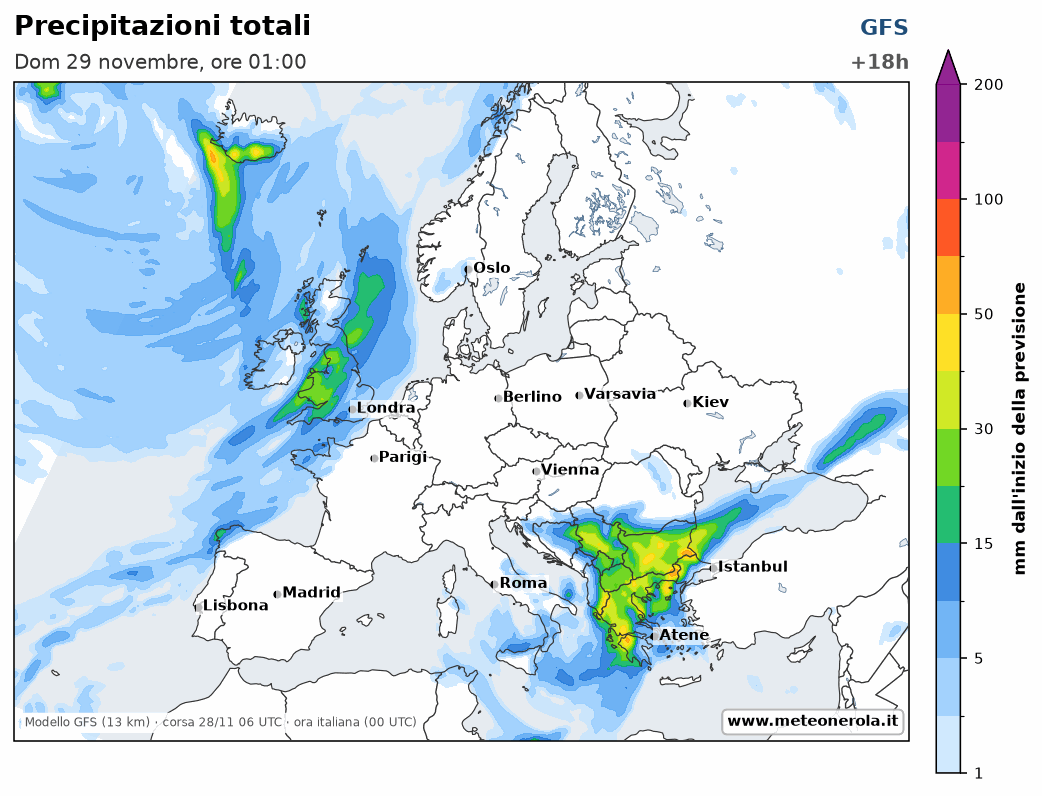 Precipitazioni totali
GFS
Dom 29 novembre, ore 01:00
+18h
200
100
50
30
15
5
1
mm dall'inizio della previsione
Oslo
Londra
Berlino
Varsavia
Kiev
Parigi
Vienna
Istanbul
Roma
Madrid
Lisbona
Atene
Modello GFS (13 km) · corsa 28/11 06 UTC · ora italiana (00 UTC)
www.meteonerola.it